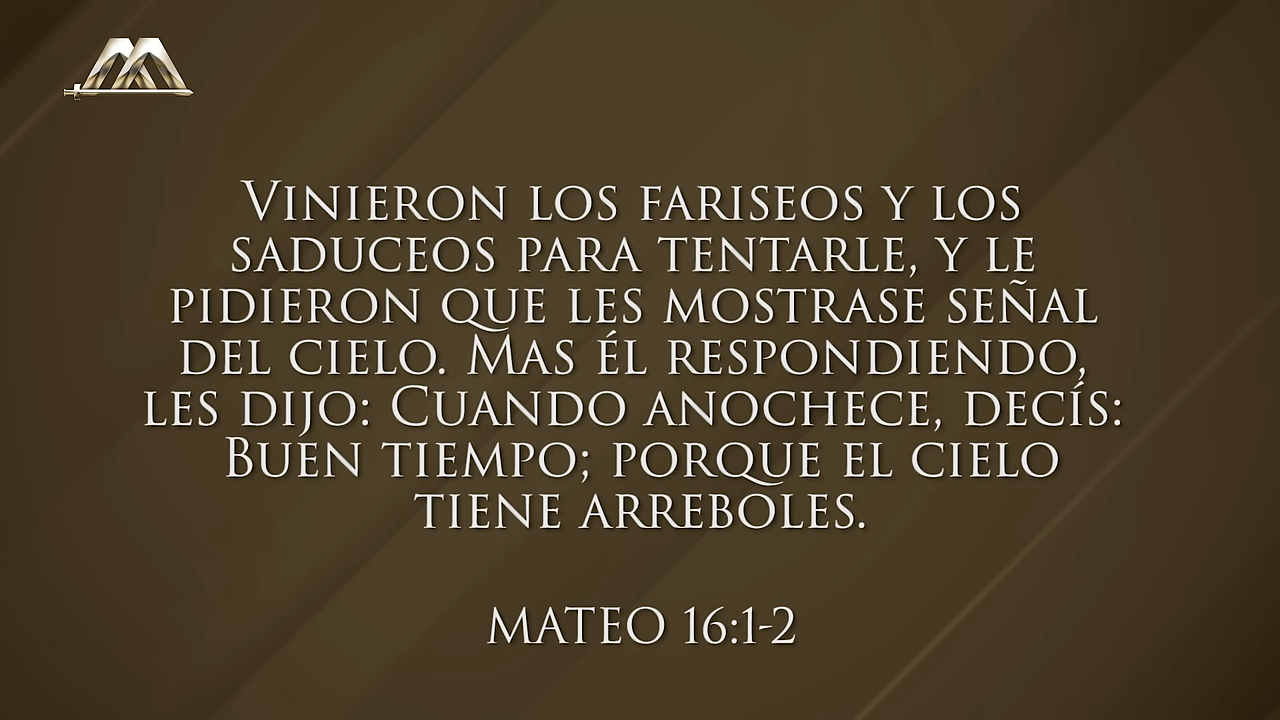 Vinieron los fariseos y los
saduceos para tentarle, y le
pidieron que les mostrase señal
del cielo. Mas él respondiendo,
les dijo: Cuando anochece, decís:
Buen tiempo; porque el cielo
tiene arreboles.
MATEO 16:1-2